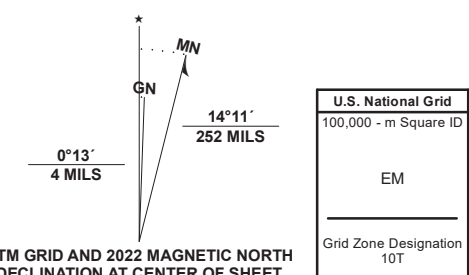 ★
MN
GN
14°11´
252 MILS
0°13´
4 MILS
TM GRID AND 2022 MAGNETIC NORTH
DECLINATION AT CENTER OF SHEET
U.S. National Grid
100,000 - m Square ID
EM
Grid Zone Designation
10T